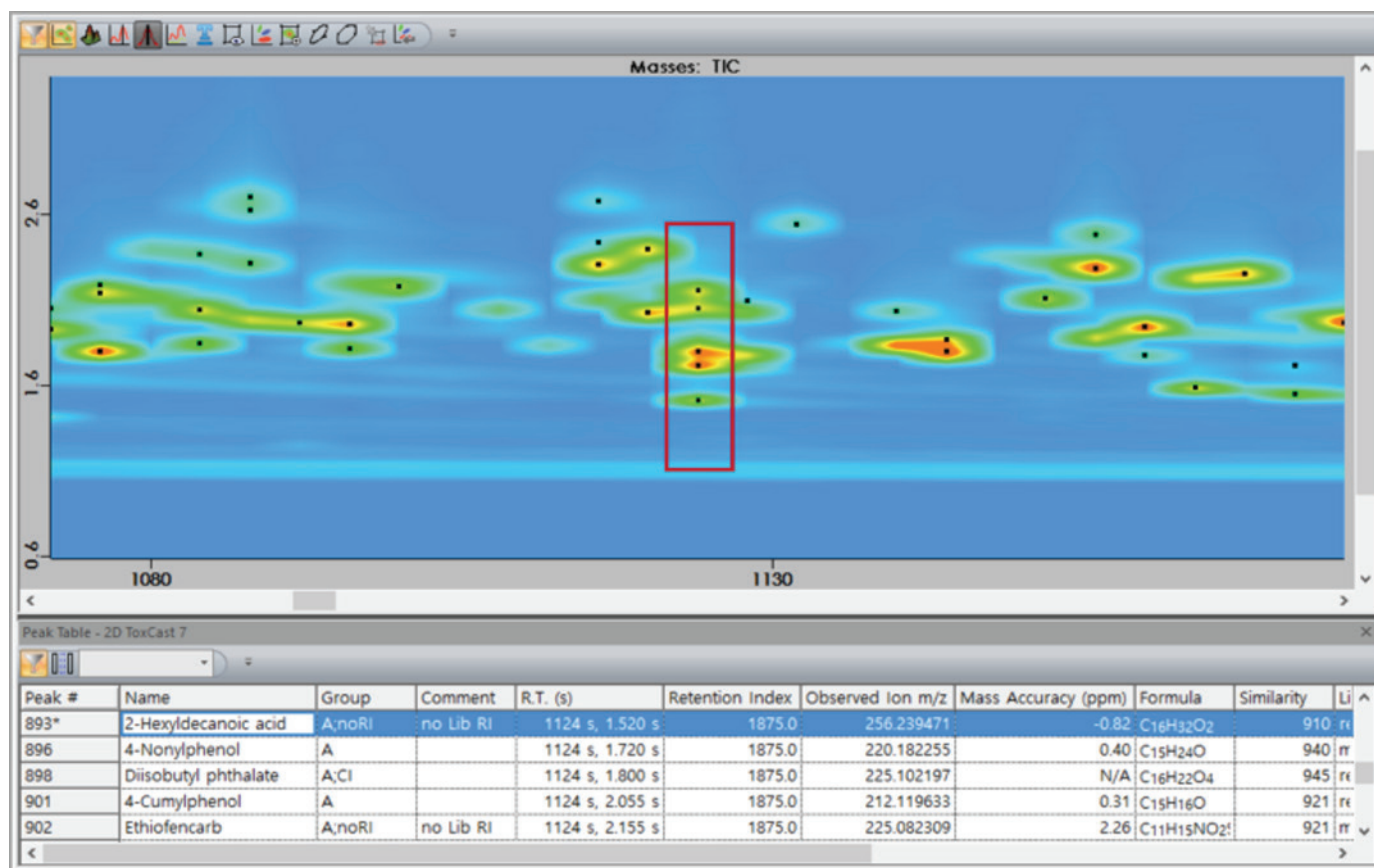 Masses: TIC
2.6
1.6
0.6
1080 1130
Peak Table - 2D ToxCast 7
Peak # Name Group Comment R.T. (s) Retention Index Observed Ion m/z Mass Accuracy (ppm) Formula Similarity Li
893* 2-Hexyldecanoic acid A;noRI no Lib RI 1124 s, 1.520 s 1875.0 256.239471 -0.82 C16H32O2 910 re
896 4-Nonylphenol A 1124 s, 1.720 s 1875.0 220.182255 0.40 C15H24O 940 m
898 Diisobutyl phthalate A;CI 1124 s, 1.800 s 1875.0 225.102197 N/A C16H22O4 945 re
901 4-Cumylphenol A 1124 s, 2.055 s 1875.0 212.119633 0.31 C15H16O 921 re
902 Ethiofencarb A;noRI no Lib RI 1124 s, 2.155 s 1875.0 225.082309 2.26 C11H15NO2S 921 m